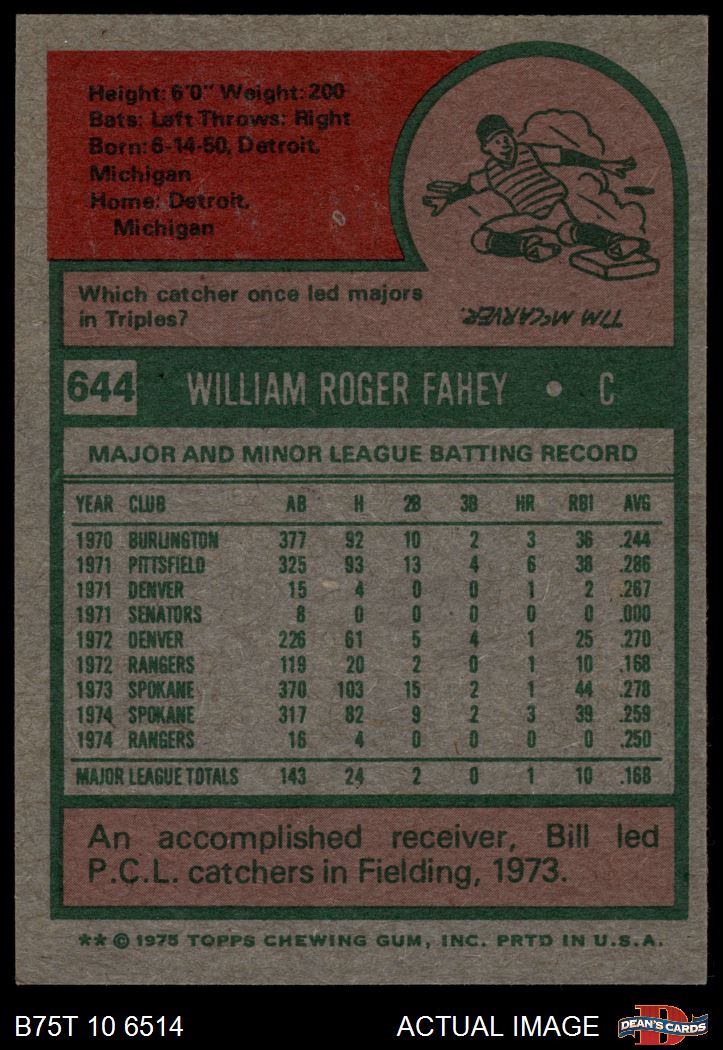 Height: 6'0" Weight: 200
Bats: Left Throws: Right
Born: 6-14-50, Detroit,
Michigan
Home: Detroit,
Michigan
Which catcher once led majors
in Triples?
TIM McCARVER.
644 WILLIAM ROGER FAHEY • C
MAJOR AND MINOR LEAGUE BATTING RECORD
YEAR CLUB AB H 2B 3B HR RBI AVG
1970 BURLINGTON 377 92 10 2 3 36 .244
1971 PITTSFIELD 325 93 13 4 6 38 .286
1971 DENVER 15 4 0 0 1 2 .267
1971 SENATORS 8 0 0 0 0 0 .000
1972 DENVER 226 61 5 4 1 25 .270
1972 RANGERS 119 20 2 0 1 10 .168
1973 SPOKANE 370 103 15 2 1 44 .278
1974 SPOKANE 317 82 9 2 3 39 .259
1974 RANGERS 16 4 0 0 0 0 .250
MAJOR LEAGUE TOTALS 143 24 2 0 1 10 .168
An accomplished receiver, Bill led
P.C.L. catchers in Fielding, 1973.
** © 1975 TOPPS CHEWING GUM, INC. PRTD IN U.S.A.
B75T 10 6514 ACTUAL IMAGE
D
DEAN'S CARDS